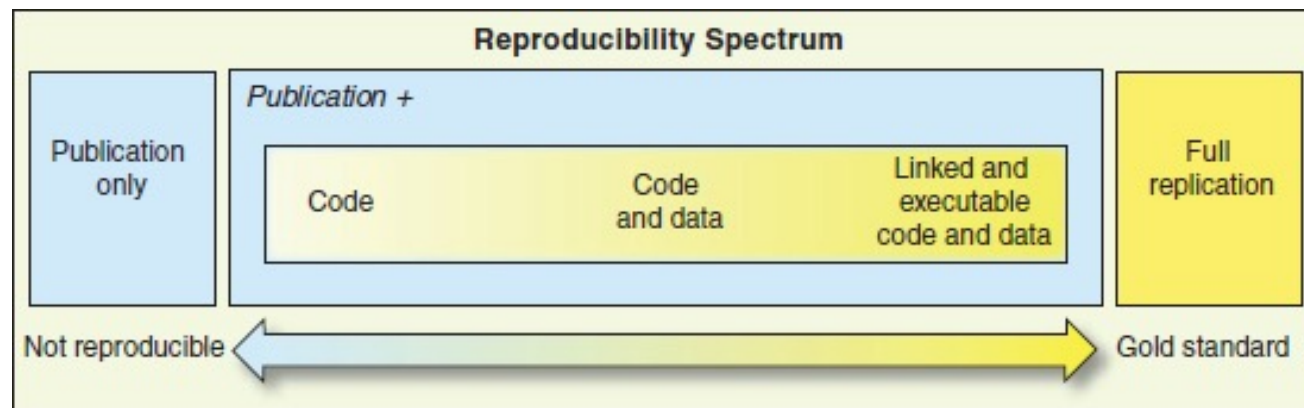 Reproducibility Spectrum
Publication
only
Publication +
Code
Code
and data
Linked and
executable
code and data
Full
replication
Not reproducible
Gold standard